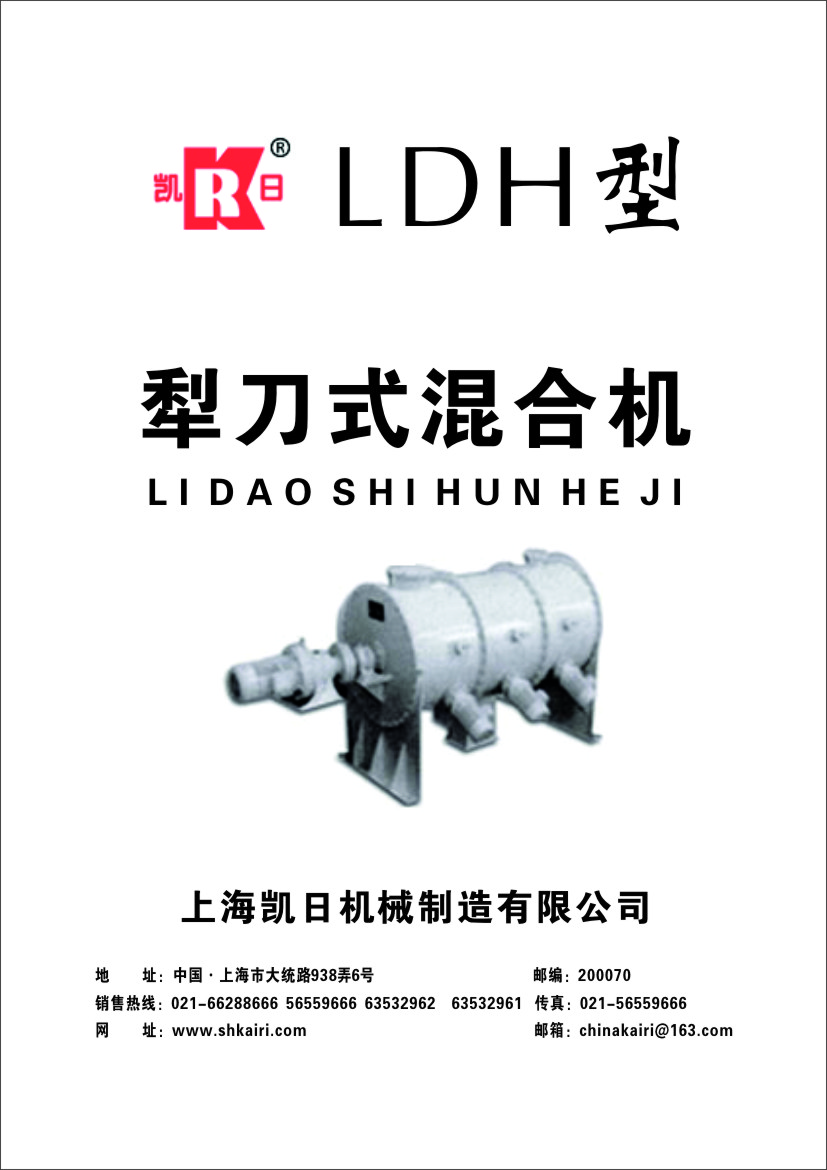 凯 KR 日 ® LDH型
犁刀式混合机
LI DAO SHI HUN HE JI
上海凯日机械制造有限公司
地　　址：中国·上海市大统路938弄6号　邮编：200070
销售热线：021-66288666 56559666 63532962 63532961 传真：021-56559666
网　　址：www.shkairi.com　邮箱：chinakairi@163.com